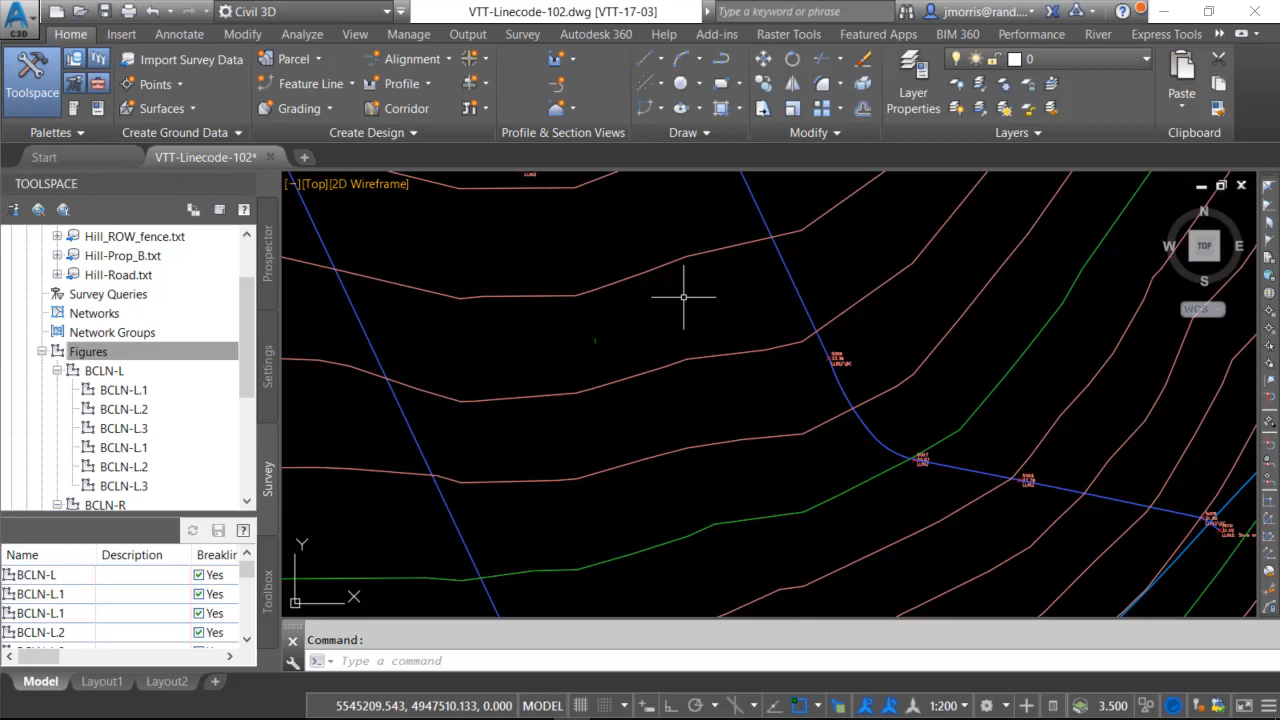 A
C3D
Civil 3D
VTT-Linecode-102.dwg [VTT-17-03]
Type a keyword or phrase
jmorris@rand....
Home Insert Annotate Modify Analyze View Manage Output Survey Autodesk 360 Help Add-ins Raster Tools Featured Apps BIM 360 Performance River Express Tools
Toolspace
Import Survey Data
Points
Surfaces
Parcel
Feature Line
Grading
Alignment
Profile
Corridor
Layer
Properties
0
Paste
Palettes Create Ground Data Create Design Profile & Section Views Draw Modify Layers Clipboard
Start VTT-Linecode-102*
TOOLSPACE
Hill_ROW_fence.txt
Hill-Prop_B.txt
Hill-Road.txt
Survey Queries
Networks
Network Groups
Figures
BCLN-L
BCLN-L.1
BCLN-L.2
BCLN-L.3
BCLN-L.1
BCLN-L.2
BCLN-L.3
BCLN-R
Name Description Breaklin
BCLN-L Yes
BCLN-L.1 Yes
BCLN-L.1 Yes
BCLN-L.2 Yes
Prospector
Settings
Survey
Toolbox
[−][Top][2D Wireframe]
N
W TOP E
S
WCS
Y
X
Command:
Type a command
Model Layout1 Layout2
5545209.543, 4947510.133, 0.000 MODEL 1:200 3.500